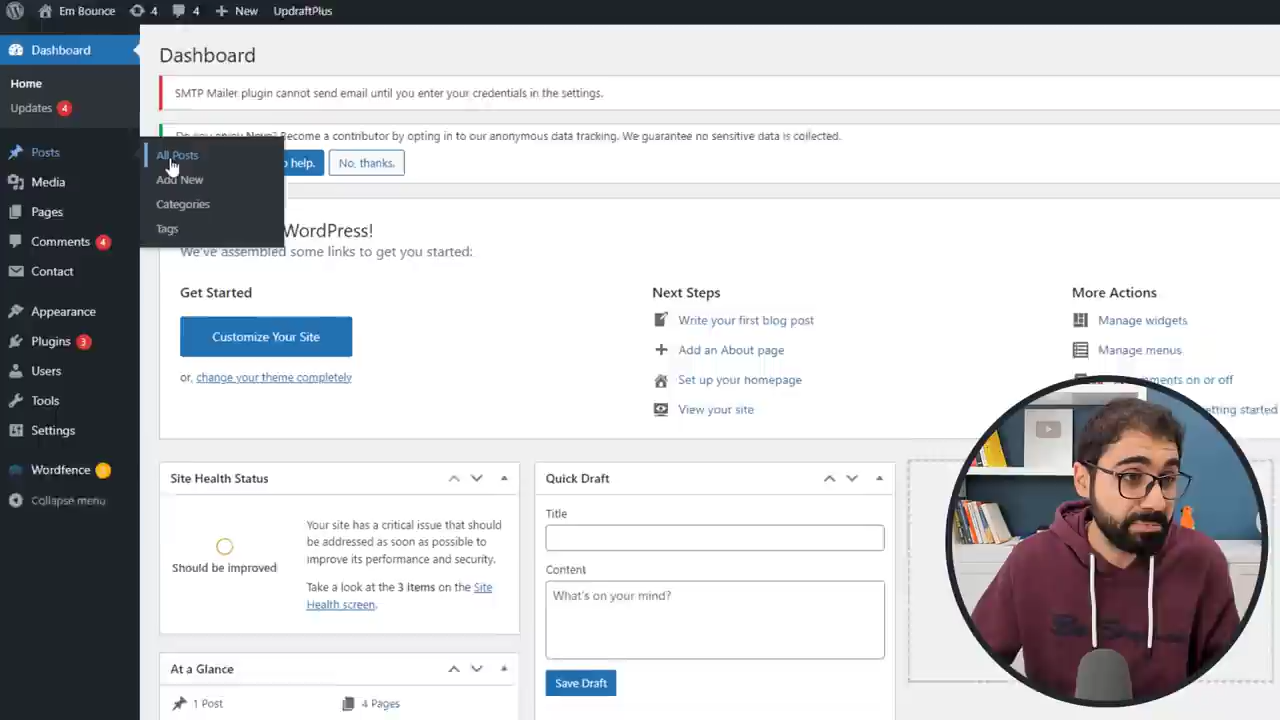 Em Bounce 4 4 New UpdraftPlus
Dashboard
Home
Updates 4
Posts
All Posts
Add New
Categories
Tags
Media
Pages
Comments 4
Contact
Appearance
Plugins 3
Users
Tools
Settings
Wordfence
Collapse menu
Dashboard
SMTP Mailer plugin cannot send email until you enter your credentials in the settings.
Do you enjoy Neve? Become a contributor by opting in to our anonymous data tracking. We guarantee no sensitive data is collected.
help. No, thanks.
WordPress!
We've assembled some links to get you started:
Get Started
Customize Your Site
or, change your theme completely
Next Steps
Write your first blog post
Add an About page
Set up your homepage
View your site
More Actions
Manage widgets
Manage menus
on or off
getting started
Site Health Status
Should be improved
Your site has a critical issue that should
be addressed as soon as possible to
improve its performance and security.
Take a look at the 3 items on the Site
Health screen.
Quick Draft
Title
Content
What's on your mind?
Save Draft
At a Glance
1 Post 4 Pages